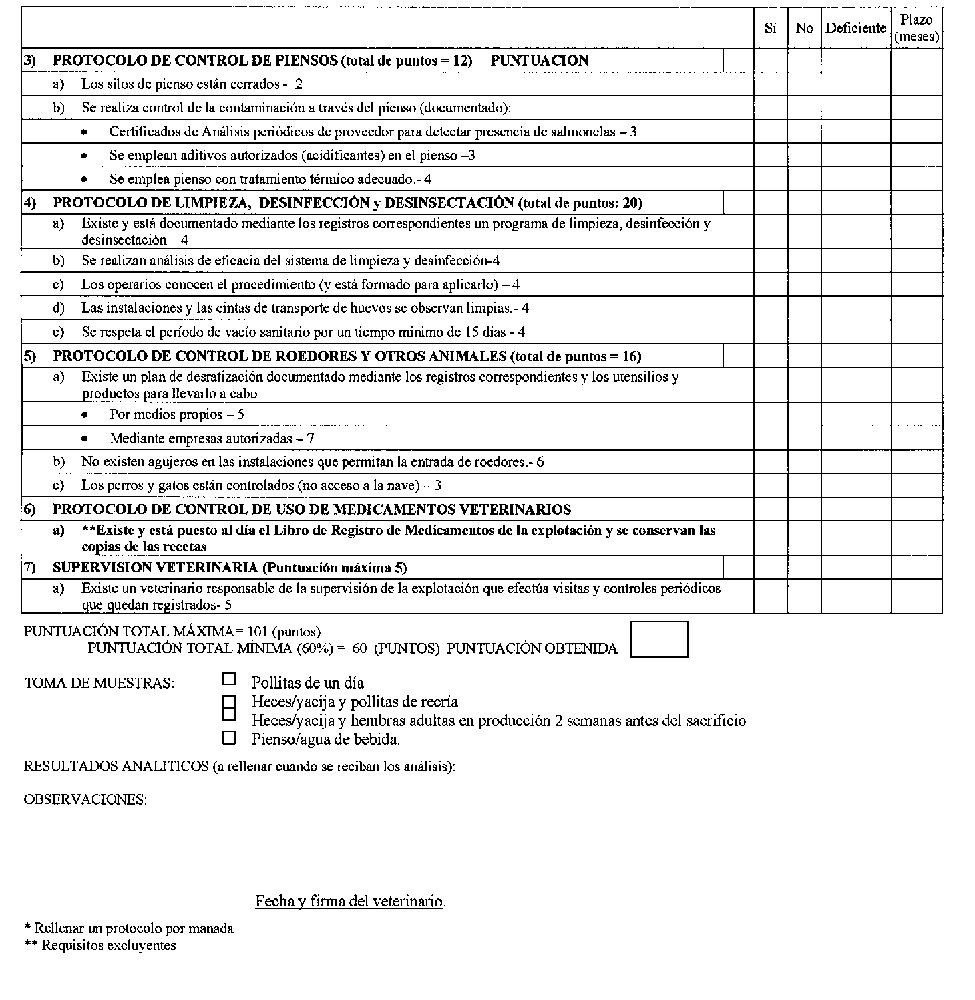 Sí No Deficiente Plazo (meses)
3) PROTOCOLO DE CONTROL DE PIENSOS (total de puntos = 12) PUNTUACION
a) Los silos de pienso están cerrados - 2
b) Se realiza control de la contaminación a través del pienso (documentado):
• Certificados de Análisis periódicos de proveedor para detectar presencia de salmonelas – 3
• Se emplean aditivos autorizados (acidificantes) en el pienso –3
• Se emplea pienso con tratamiento térmico adecuado.- 4
4) PROTOCOLO DE LIMPIEZA, DESINFECCIÓN y DESINSECTACIÓN (total de puntos: 20)
a) Existe y está documentado mediante los registros correspondientes un programa de limpieza, desinfección y
desinsectación – 4
b) Se realizan análisis de eficacia del sistema de limpieza y desinfección-4
c) Los operarios conocen el procedimiento (y está formado para aplicarlo) – 4
d) Las instalaciones y las cintas de transporte de huevos se observan limpias.- 4
e) Se respeta el período de vacío sanitario por un tiempo mínimo de 15 días - 4
5) PROTOCOLO DE CONTROL DE ROEDORES Y OTROS ANIMALES (total de puntos = 16)
a) Existe un plan de desratización documentado mediante los registros correspondientes y los utensilios y
productos para llevarlo a cabo
• Por medios propios – 5
• Mediante empresas autorizadas – 7
b) No existen agujeros en las instalaciones que permitan la entrada de roedores.- 6
c) Los perros y gatos están controlados (no acceso a la nave) – 3
6) PROTOCOLO DE CONTROL DE USO DE MEDICAMENTOS VETERINARIOS
a) **Existe y está puesto al día el Libro de Registro de Medicamentos de la explotación y se conservan las
copias de las recetas
7) SUPERVISION VETERINARIA (Puntuación máxima 5)
a) Existe un veterinario responsable de la supervisión de la explotación que efectúa visitas y controles periódicos
que quedan registrados- 5
PUNTUACIÓN TOTAL MÁXIMA= 101 (puntos)
PUNTUACIÓN TOTAL MÍNIMA (60%) = 60 (PUNTOS) PUNTUACIÓN OBTENIDA
TOMA DE MUESTRAS: Pollitas de un día
Heces/yacija y pollitas de recría
Heces/yacija y hembras adultas en producción 2 semanas antes del sacrificio
Pienso/agua de bebida.
RESULTADOS ANALITICOS (a rellenar cuando se reciban los análisis):
OBSERVACIONES:
Fecha y firma del veterinario.
* Rellenar un protocolo por manada
** Requisitos excluyentes